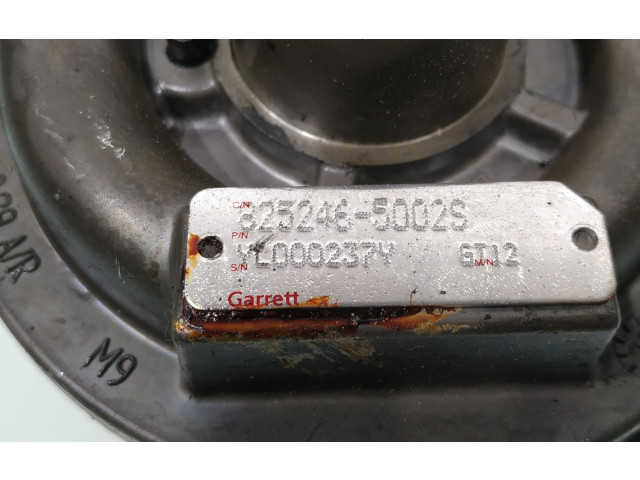 C/N
825246-5002S
P/N
YL000237Y GT12
S/N M/N
Garrett
A/R
M9